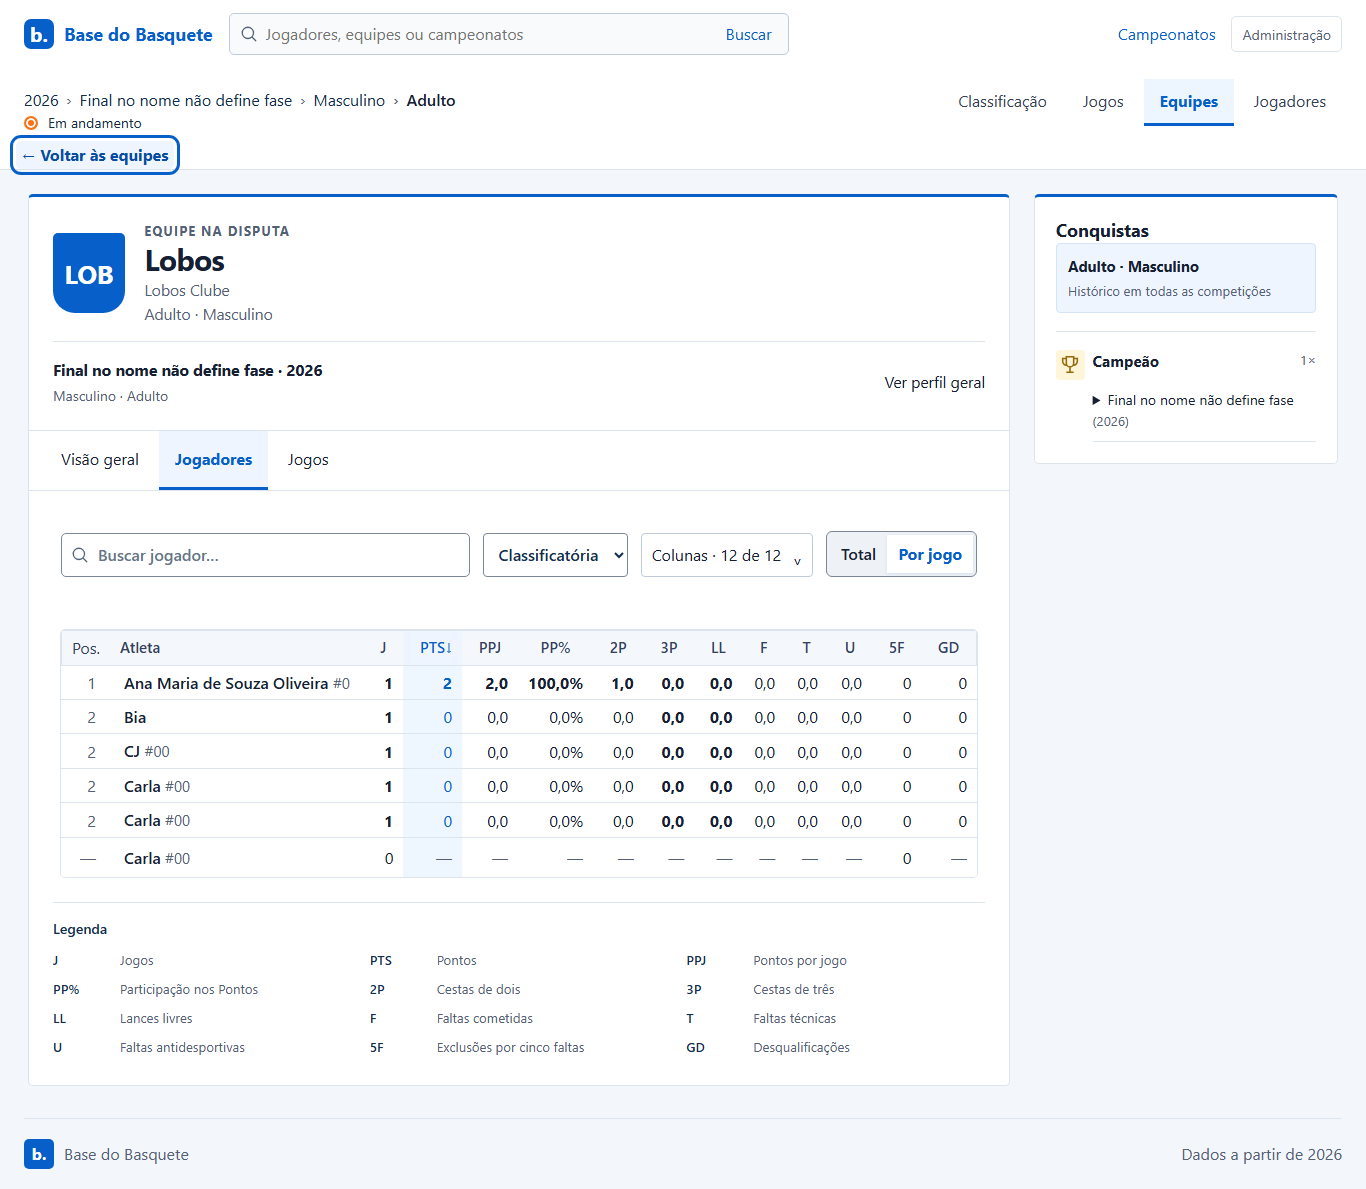 b. Base do Basquete
Jogadores, equipes ou campeonatos
Buscar
Campeonatos
Administração
2026 › Final no nome não define fase › Masculino › Adulto
Em andamento
Classificação
Jogos
Equipes
Jogadores
← Voltar às equipes
LOB
EQUIPE NA DISPUTA
Lobos
Lobos Clube
Adulto · Masculino
Final no nome não define fase · 2026
Masculino · Adulto
Ver perfil geral
Visão geral
Jogadores
Jogos
Buscar jogador...
Classificatória
Colunas · 12 de 12 v
Total
Por jogo
Pos. Atleta J PTS↓ PPJ PP% 2P 3P LL F T U 5F GD
1 Ana Maria de Souza Oliveira #0 1 2 2,0 100,0% 1,0 0,0 0,0 0,0 0,0 0,0 0 0
2 Bia 1 0 0,0 0,0% 0,0 0,0 0,0 0,0 0,0 0,0 0 0
2 CJ #00 1 0 0,0 0,0% 0,0 0,0 0,0 0,0 0,0 0,0 0 0
2 Carla #00 1 0 0,0 0,0% 0,0 0,0 0,0 0,0 0,0 0,0 0 0
2 Carla #00 1 0 0,0 0,0% 0,0 0,0 0,0 0,0 0,0 0,0 0 0
— Carla #00 0 — — — — — — — — — 0 —
Legenda
J Jogos PTS Pontos PPJ Pontos por jogo
PP% Participação nos Pontos 2P Cestas de dois 3P Cestas de três
LL Lances livres F Faltas cometidas T Faltas técnicas
U Faltas antidesportivas 5F Exclusões por cinco faltas GD Desqualificações
Conquistas
Adulto · Masculino
Histórico em todas as competições
Campeão 1×
▶ Final no nome não define fase
(2026)
b. Base do Basquete
Dados a partir de 2026